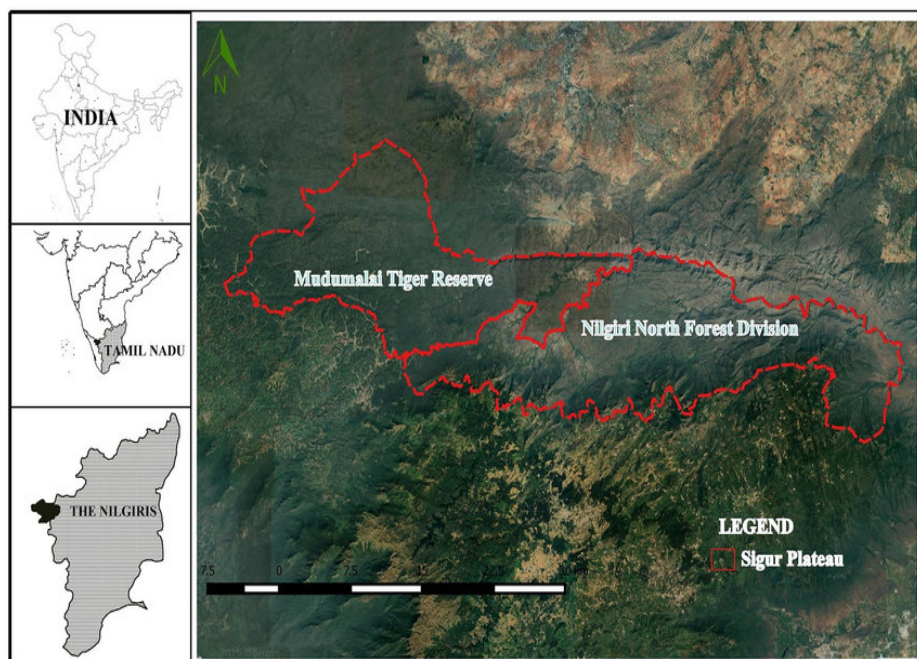 INDIA
TAMIL NADU
THE NILGIRIS
N
Mudumalai Tiger Reserve
Nilgiri North Forest Division
LEGEND
Sigur Plateau
7.5 0 7.5